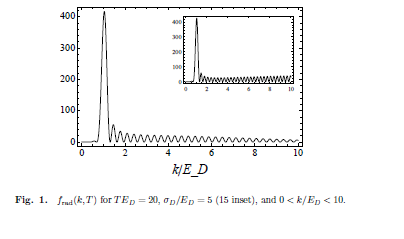 400
300
200
100
0
0 2 4 6 8 10
k/E_D
400
300
200
100
0
0 2 4 6 8 10
Fig. 1. f_rad(k,T) for TE_D = 20, σ_D/E_D = 5 (15 inset), and 0 < k/E_D < 10.